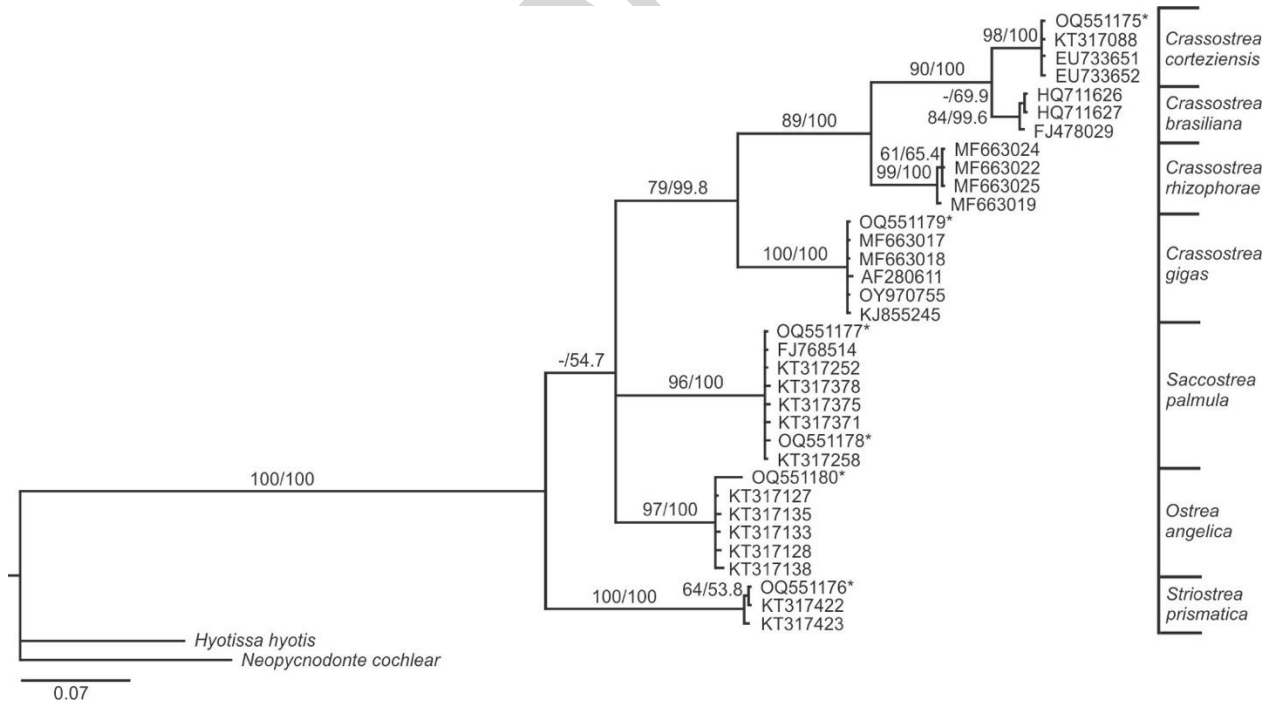 OQ551175*
98/100
KT317088
Crassostrea
corteziensis
EU733651
90/100
EU733652
-/69.9
HQ711626
Crassostrea
brasiliana
84/99.6
HQ711627
89/100
FJ478029
61/65.4
MF663024
Crassostrea
rhizophorae
99/100
MF663022
MF663025
79/99.8
MF663019
OQ551179*
MF663017
Crassostrea
gigas
100/100
MF663018
AF280611
OY970755
KJ855245
OQ551177*
FJ768514
-/54.7
KT317252
96/100
KT317378
Saccostrea
palmula
KT317375
KT317371
OQ551178*
KT317258
100/100
OQ551180*
KT317127
97/100
KT317135
Ostrea
angelica
KT317133
KT317128
KT317138
64/53.8
OQ551176*
100/100
KT317422
Striostrea
prismatica
KT317423
Hyotissa hyotis
Neopycnodonte cochlear
0.07